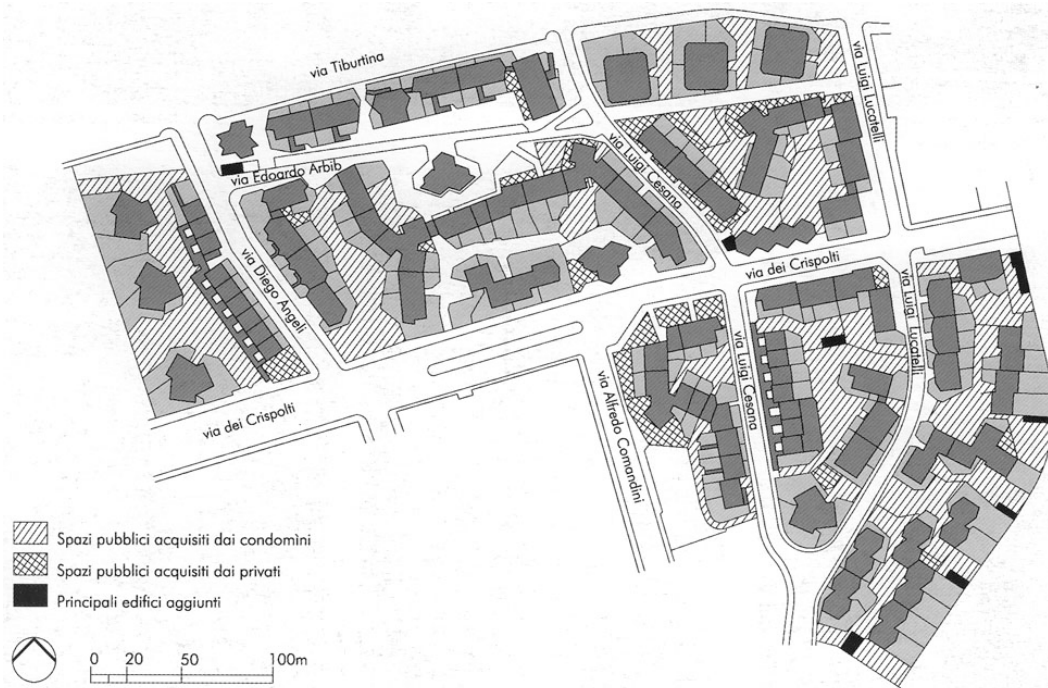 via Tiburtina
via Luigi Lucatelli
via Edoardo Arbib
via Luigi Cesana
via Diego Angeli
via dei Crispolti
via dei Crispolti
via Luigi Cesana
via Luigi Lucatelli
via Alfredo Comandini
Spazi pubblici acquisiti dai condomìni
Spazi pubblici acquisiti dai privati
Principali edifici aggiunti
0 20 50 100m